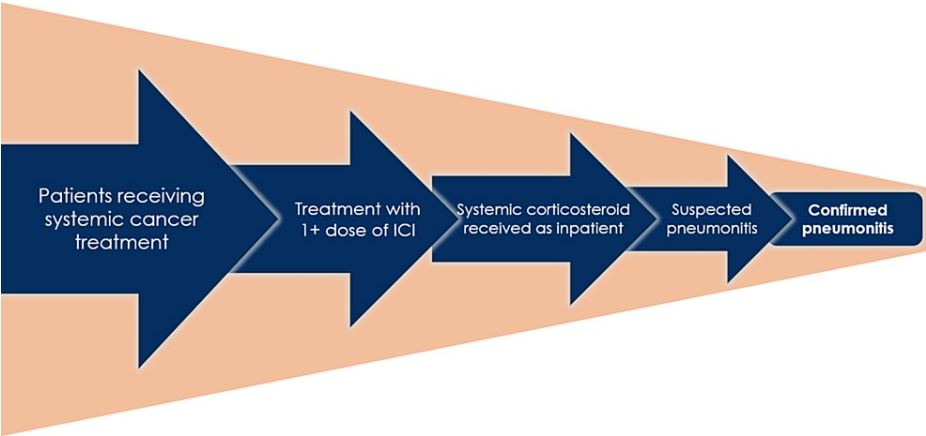 Patients receiving
systemic cancer
treatment
Treatment with
1+ dose of ICI
Systemic corticosteroid
received as inpatient
Suspected
pneumonitis
Confirmed
pneumonitis